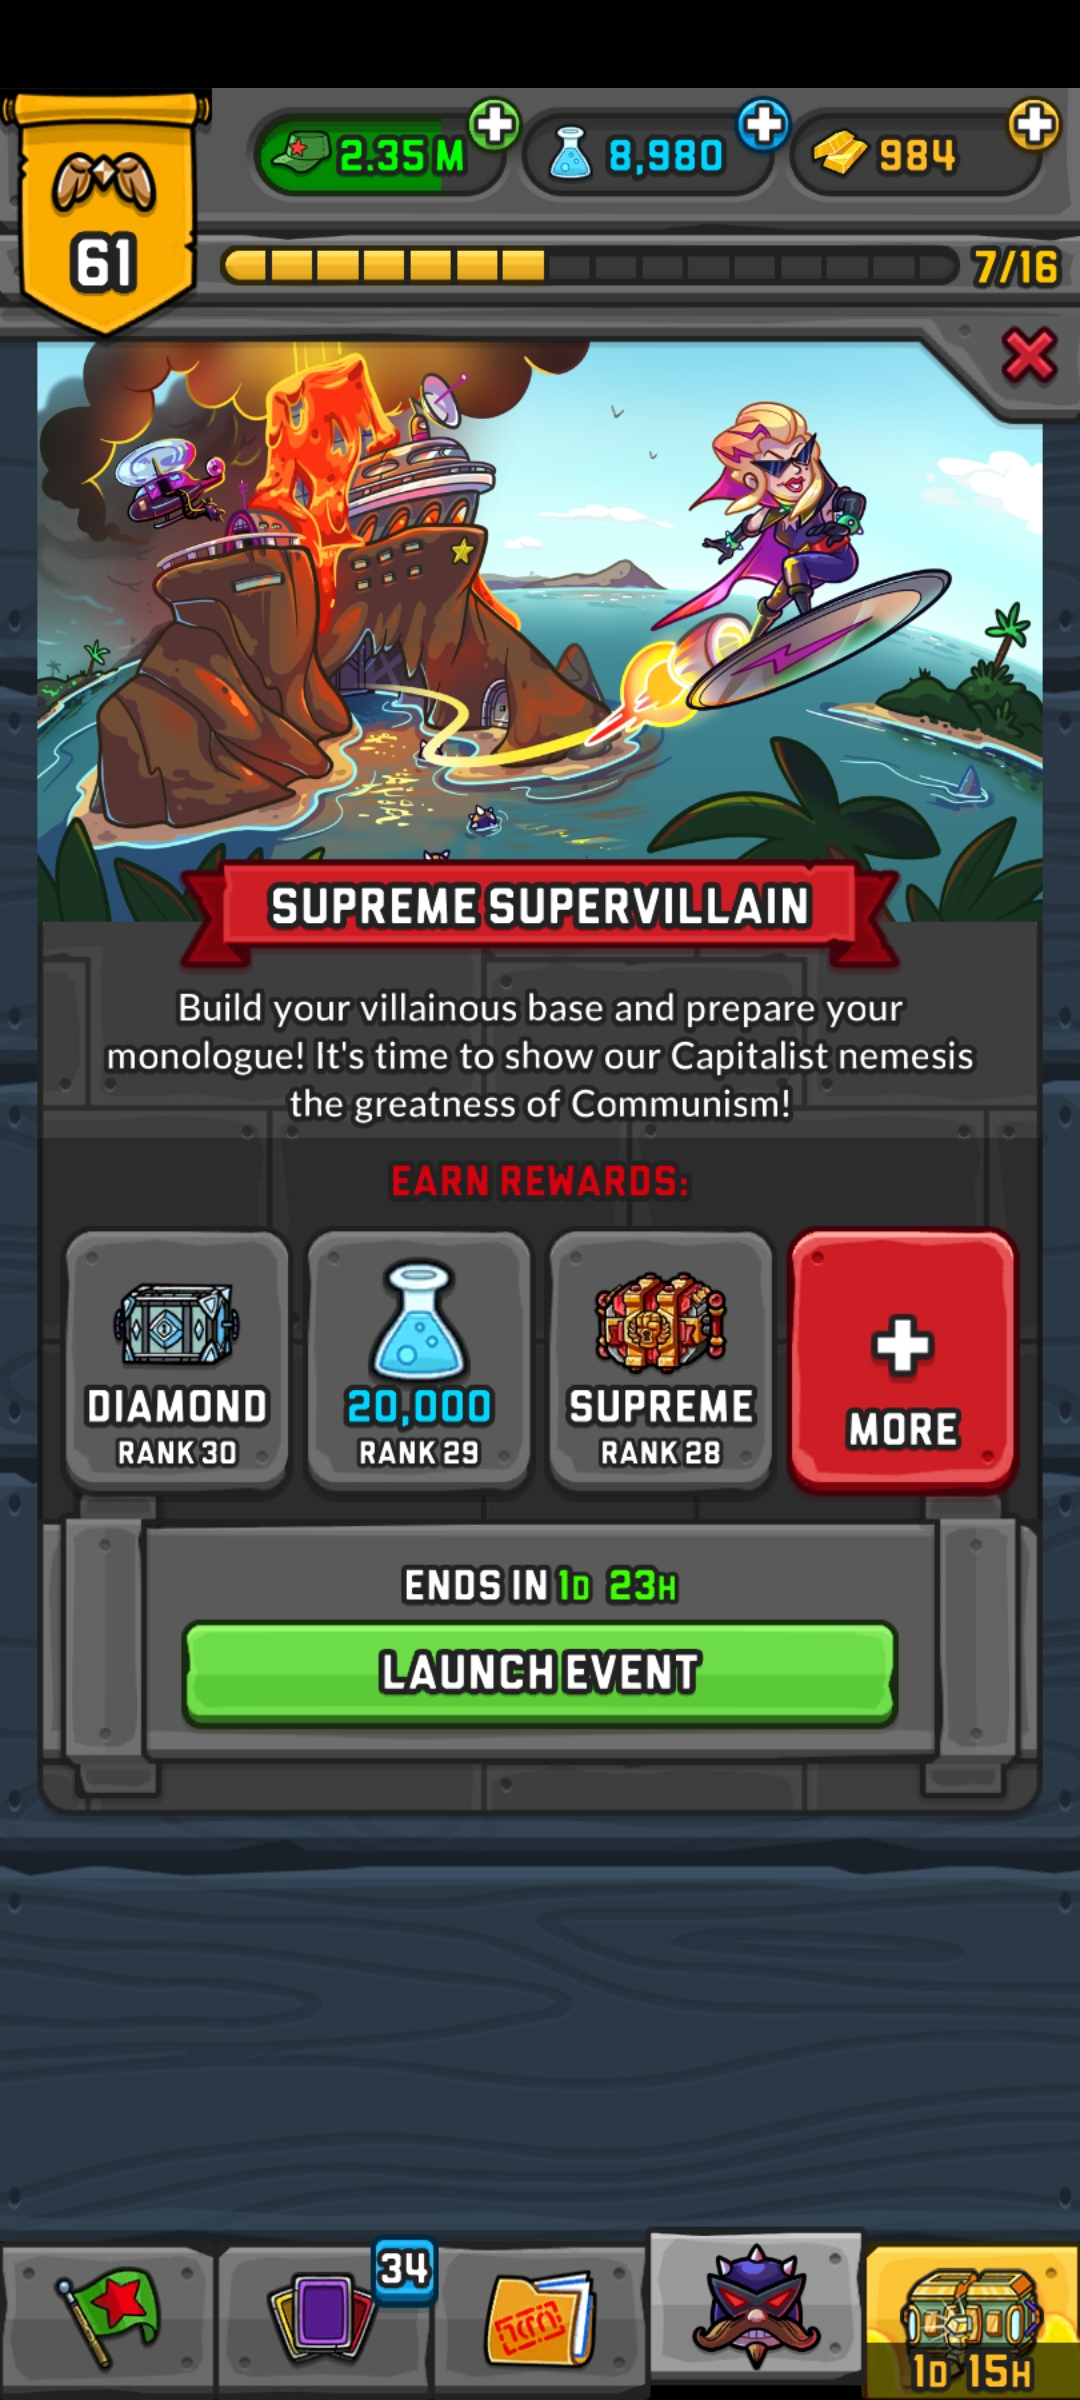 2.35 M
8,980
984
61
7/16
SUPREME SUPERVILLAIN
Build your villainous base and prepare your
monologue! It's time to show our Capitalist nemesis
the greatness of Communism!
EARN REWARDS:
DIAMOND
RANK 30
20,000
RANK 29
SUPREME
RANK 28
MORE
ENDS IN 1D 23H
LAUNCH EVENT
34
1D 15H